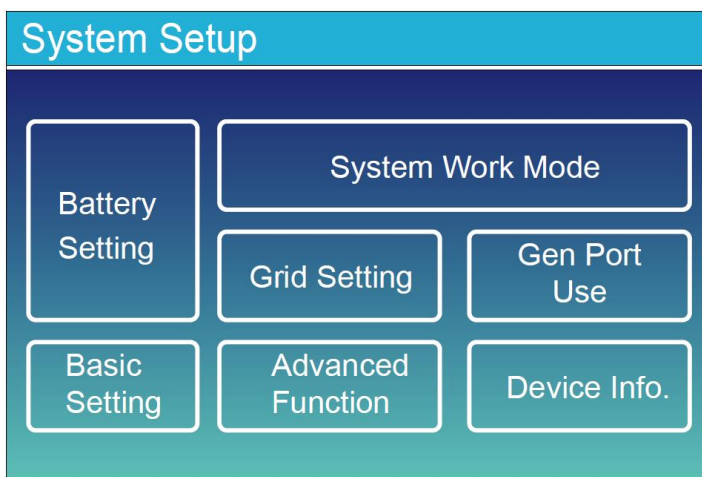 System Setup
Battery
Setting
System Work Mode
Grid Setting
Gen Port
Use
Basic
Setting
Advanced
Function
Device Info.